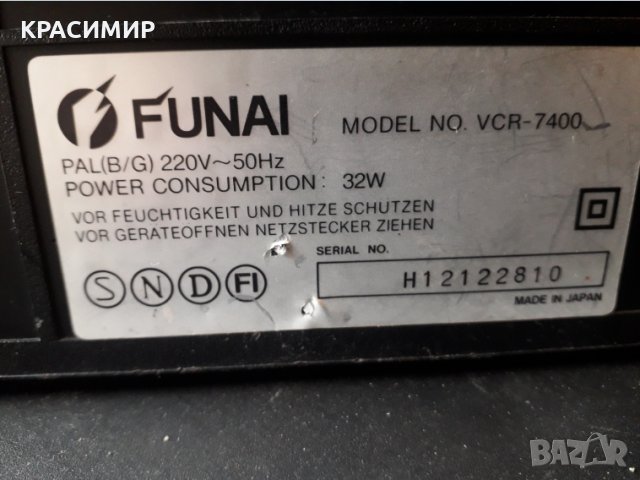 КРАСИМИР
FUNAI MODEL NO. VCR-7400
PAL(B/G) 220V~50Hz
POWER CONSUMPTION: 32W
VOR FEUCHTIGKEIT UND HITZE SCHUTZEN
VOR GERATEOFFNEN NETZSTECKER ZIEHEN
SERIAL NO.
S N D FI H12122810
MADE IN JAPAN
BAZAR